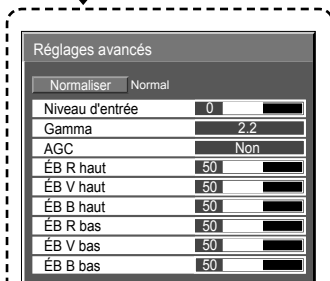 Réglages avancés
Normaliser Normal
Niveau d'entrée 0
Gamma 2.2
AGC Non
ÉB R haut 50
ÉB V haut 50
ÉB B haut 50
ÉB R bas 50
ÉB V bas 50
ÉB B bas 50